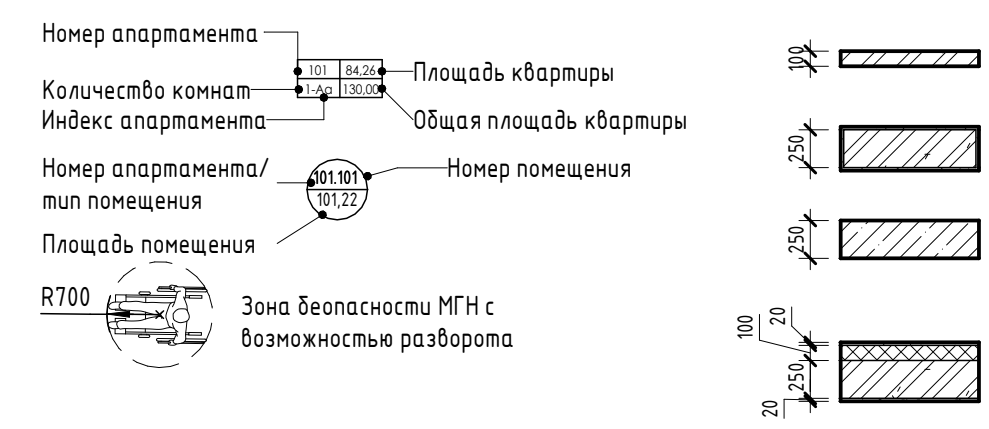 Номер апартамента
101 84,26
Площадь квартиры
Количество комнат
1-Аа 130,00
Индекс апартамента
Общая площадь квартиры
Номер апартамента/
тип помещения
101.101
101,22
Номер помещения
Площадь помещения
R700
Зона беопасности МГН с
возможностью разворота
100
250
250
20
100
250
20